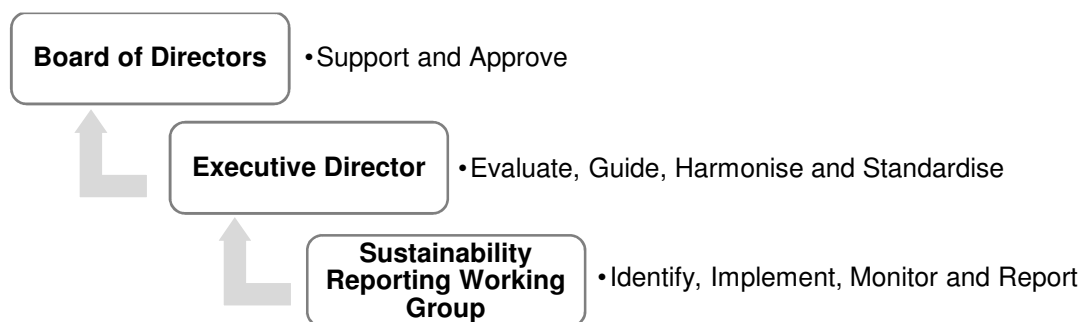 Board of Directors
•Support and Approve
Executive Director
•Evaluate, Guide, Harmonise and Standardise
Sustainability
Reporting Working
Group
•Identify, Implement, Monitor and Report